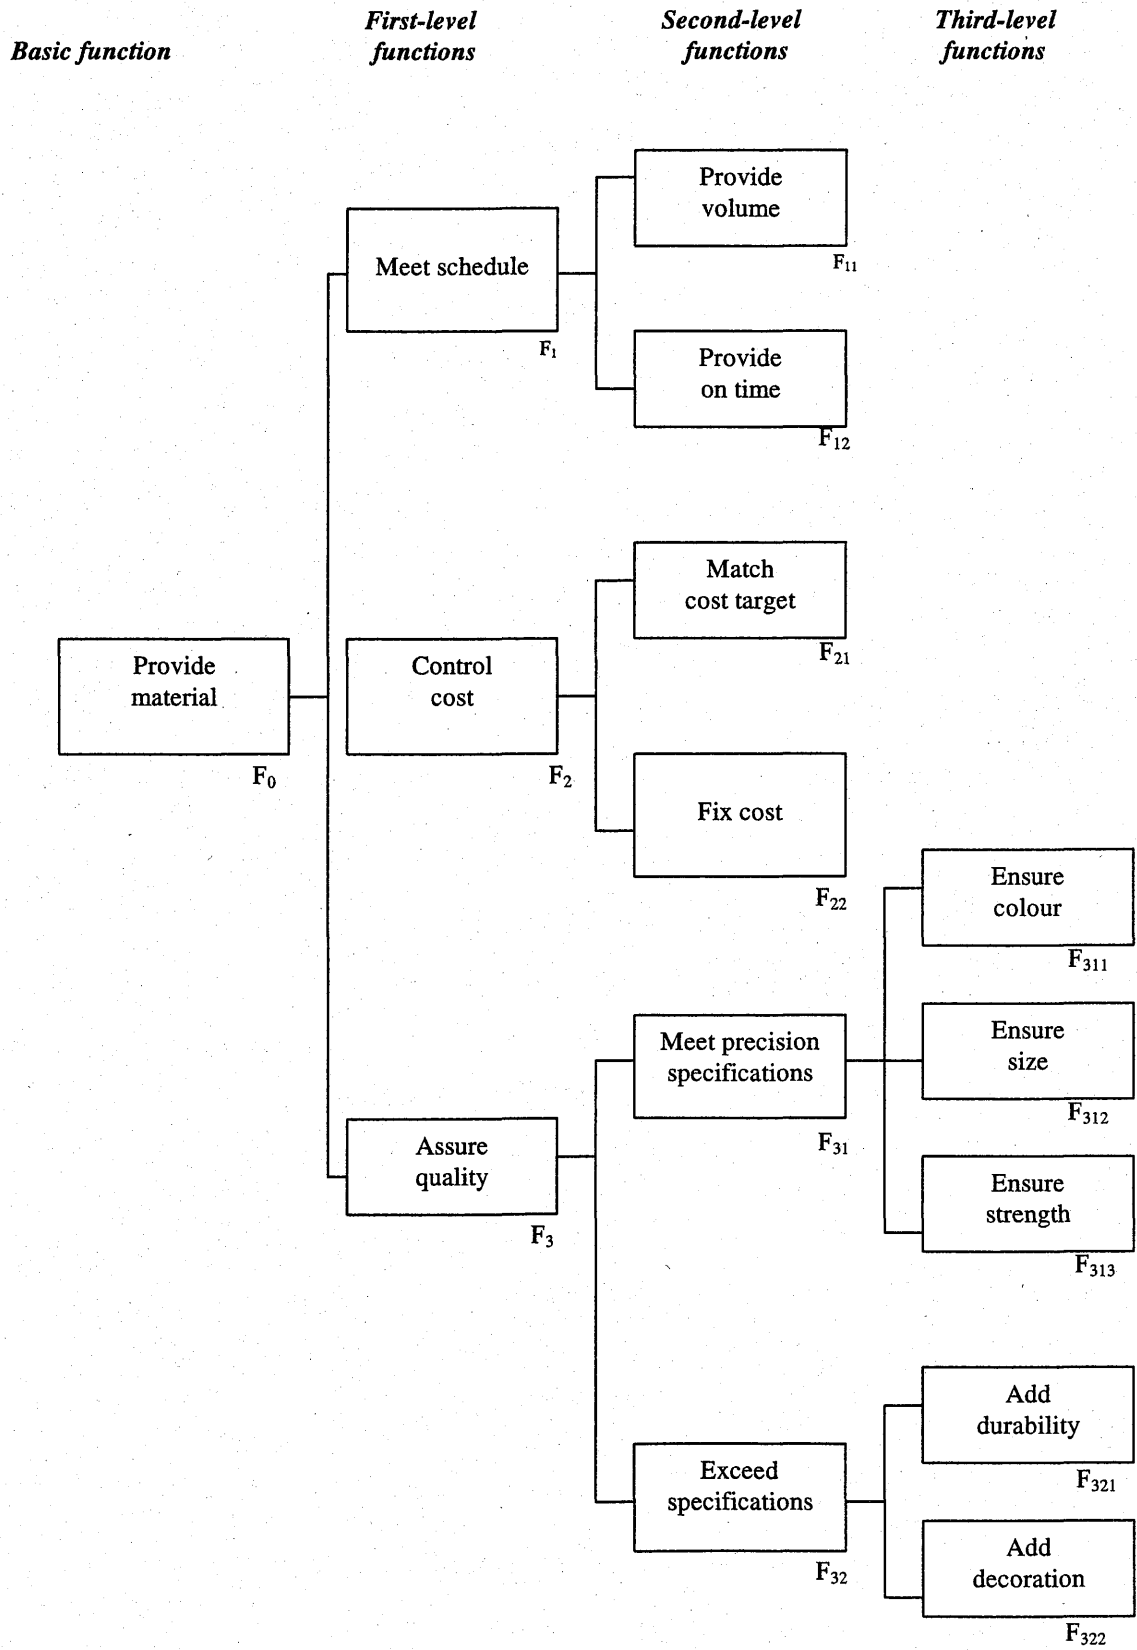 Basic function
First-level
functions
Second-level
functions
Third-level
functions
Provide
material
F₀
Meet schedule
F₁
Provide
volume
F₁₁
Provide
on time
F₁₂
Control
cost
F₂
Match
cost target
F₂₁
Fix cost
F₂₂
Assure
quality
F₃
Meet precision
specifications
F₃₁
Ensure
colour
F₃₁₁
Ensure
size
F₃₁₂
Ensure
strength
F₃₁₃
Exceed
specifications
F₃₂
Add
durability
F₃₂₁
Add
decoration
F₃₂₂